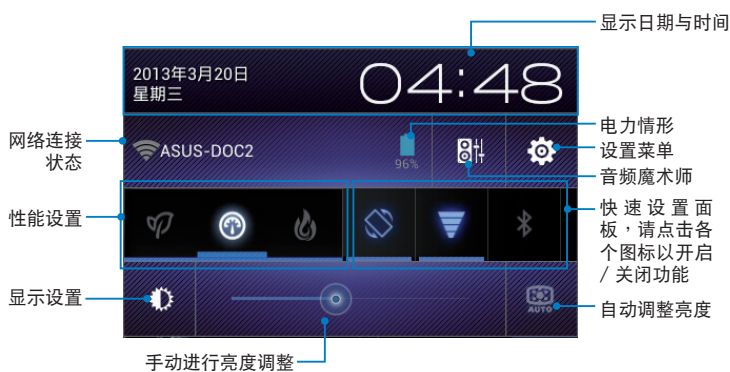 显示日期与时间
2013年3月20日
星期三
04:48
网络连接
状态
ASUS-DOC2
96%
电力情形
设置菜单
音频魔术师
性能设置
快速设置面
板，请点击各
个图标以开启
/ 关闭功能
显示设置
AUTO
自动调整亮度
手动进行亮度调整